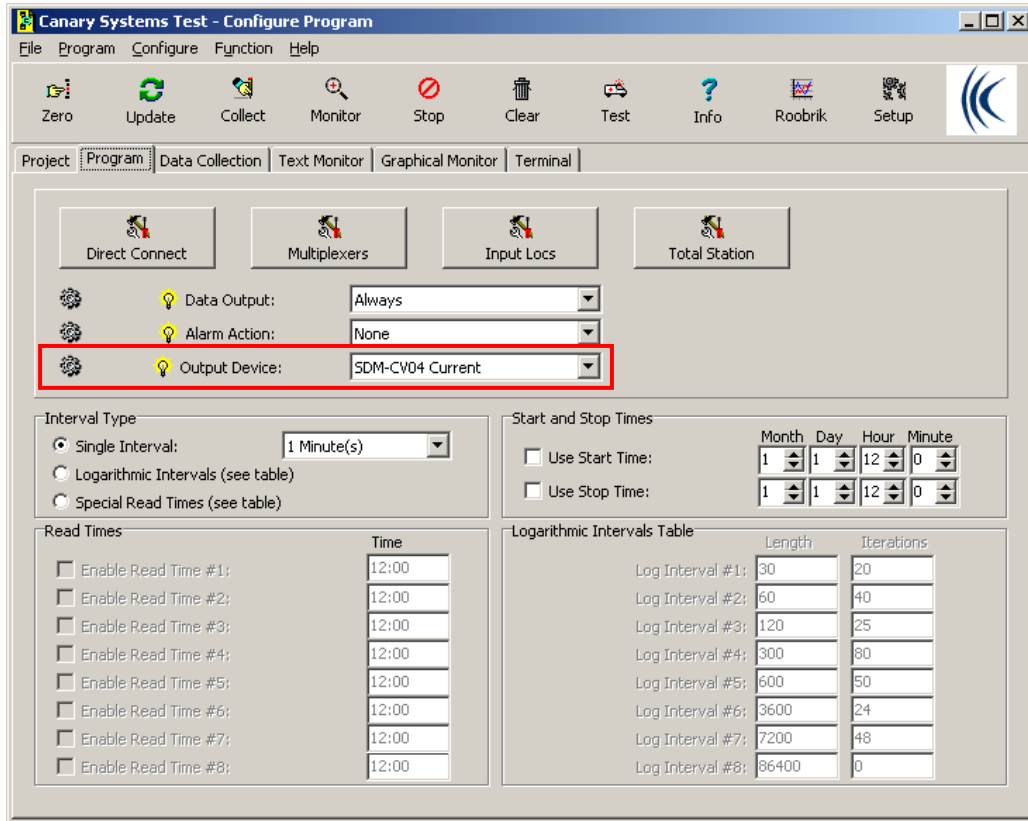 Canary Systems Test - Configure Program
File Program Configure Function Help
Zero Update Collect Monitor Stop Clear Test Info Roobrik Setup
Project Program Data Collection Text Monitor Graphical Monitor Terminal
Direct Connect Multiplexers Input Locs Total Station
Data Output: Always
Alarm Action: None
Output Device: SDM-CV04 Current
Interval Type
Single Interval: 1 Minute(s)
Logarithmic Intervals (see table)
Special Read Times (see table)
Start and Stop Times
Month Day Hour Minute
Use Start Time: 1 1 12 0
Use Stop Time: 1 1 12 0
Read Times
Time
Enable Read Time #1: 12:00
Enable Read Time #2: 12:00
Enable Read Time #3: 12:00
Enable Read Time #4: 12:00
Enable Read Time #5: 12:00
Enable Read Time #6: 12:00
Enable Read Time #7: 12:00
Enable Read Time #8: 12:00
Logarithmic Intervals Table
Length Iterations
Log Interval #1: 30 20
Log Interval #2: 60 40
Log Interval #3: 120 25
Log Interval #4: 300 80
Log Interval #5: 600 50
Log Interval #6: 3600 24
Log Interval #7: 7200 48
Log Interval #8: 86400 0